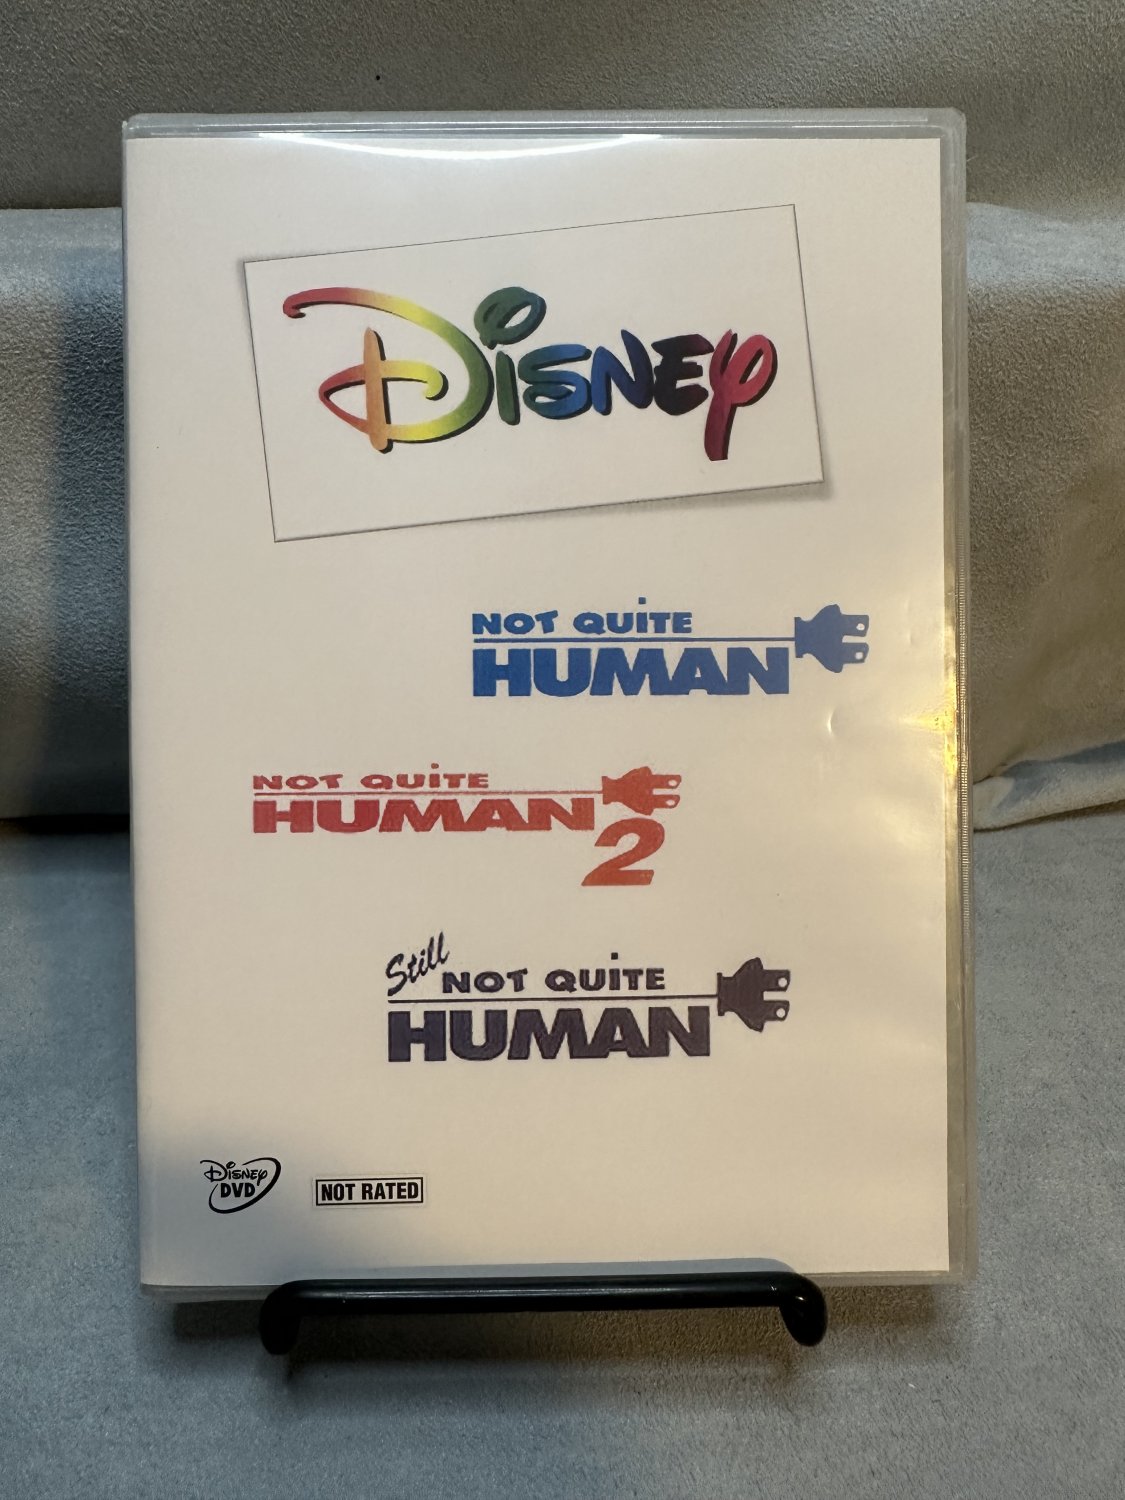 Disney
NOT QUiTE
HUMAN
NOT QUiTE
HUMAN
2
Still
NOT QUiTE
HUMAN
Disney
DVD
NOT RATED